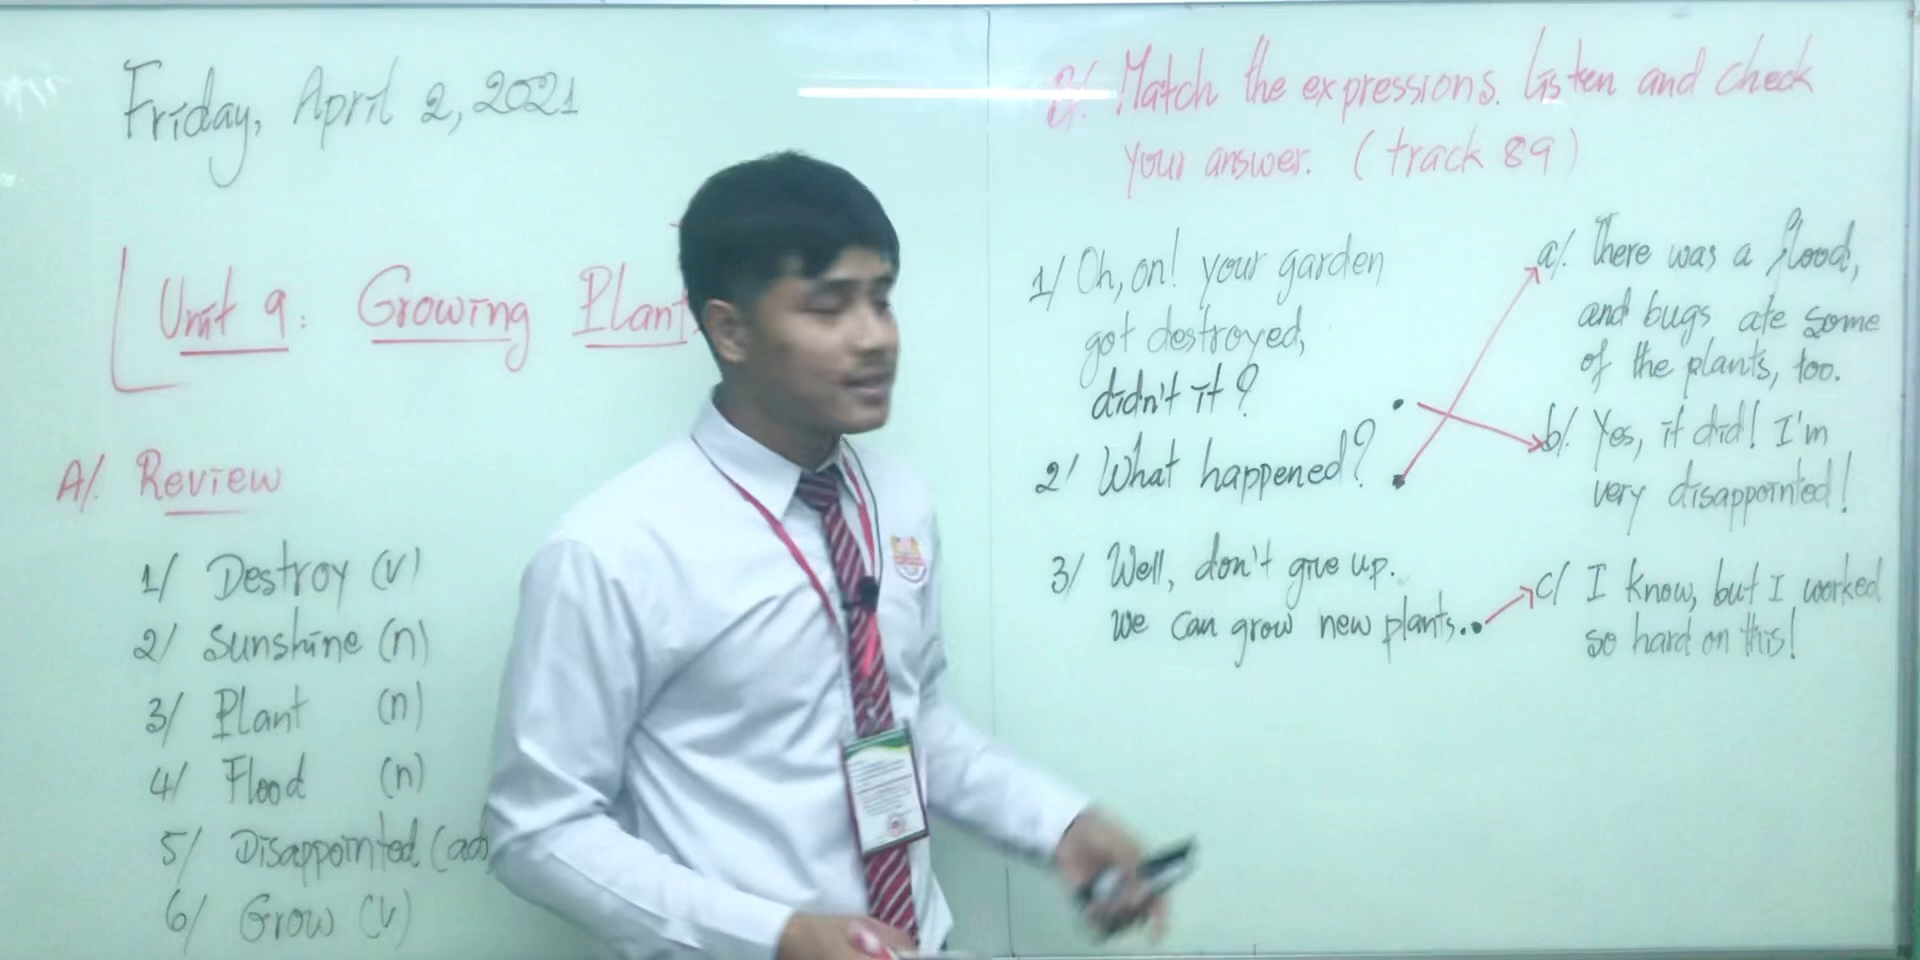 Friday, April 2, 2021
Unit 9: Growing Plants
A/. Review
1/ Destroy (v)
2/ Sunshine (n)
3/ Plant (n)
4/ Flood (n)
5/ Disappointed (ad
6/ Grow (v)
B/. Match the expressions. Listen and check
your answer. (track 89)
1/ Oh, on! your garden
got destroyed,
didn't it?
2/ What happened?
3/ Well, don't give up.
we can grow new plants.
a/. There was a flood,
and bugs ate some
of the plants, too.
b/. Yes, it did! I'm
very disappointed!
c/ I know, but I worked
so hard on this!